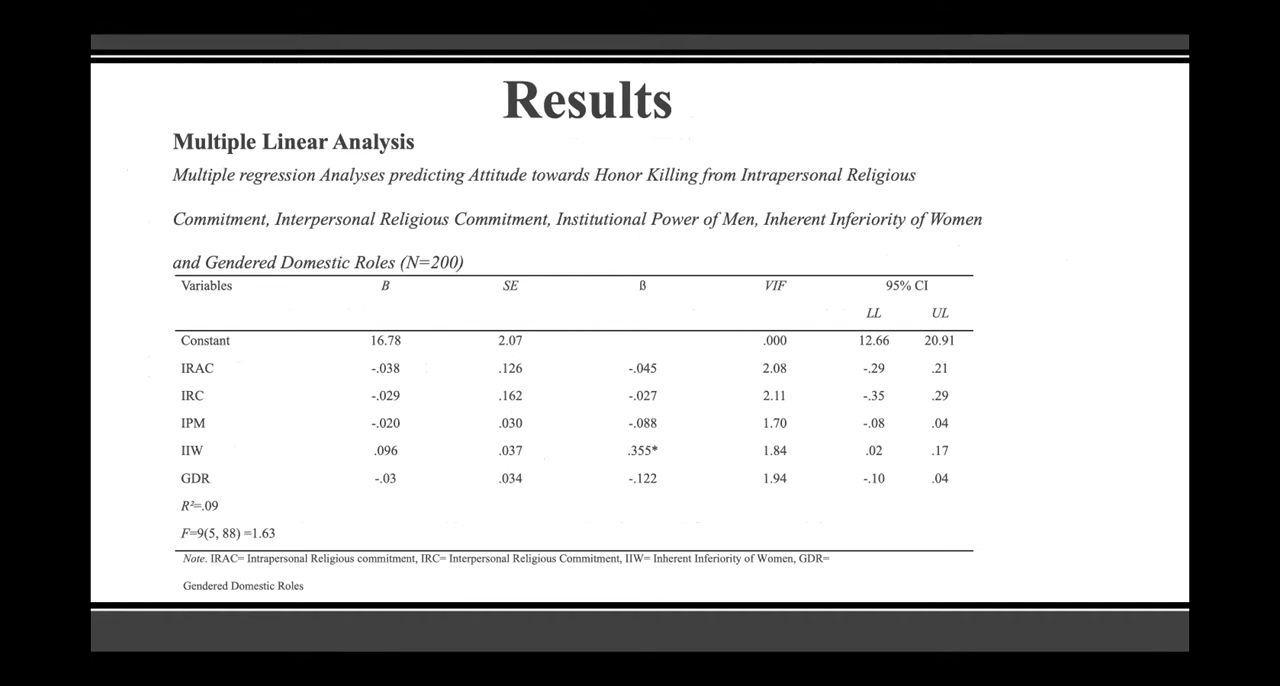 Results
Multiple Linear Analysis
Multiple regression Analyses predicting Attitude towards Honor Killing from Intrapersonal Religious
Commitment, Interpersonal Religious Commitment, Institutional Power of Men, Inherent Inferiority of Women
and Gendered Domestic Roles (N=200)
Variables B SE ß VIF 95% CI
LL UL
Constant 16.78 2.07 .000 12.66 20.91
IRAC -.038 .126 -.045 2.08 -.29 .21
IRC -.029 .162 -.027 2.11 -.35 .29
IPM -.020 .030 -.088 1.70 -.08 .04
IIW .096 .037 .355* 1.84 .02 .17
GDR -.03 .034 -.122 1.94 -.10 .04
R²=.09
F=9(5, 88) =1.63
Note. IRAC= Intrapersonal Religious commitment, IRC= Interpersonal Religious Commitment, IIW= Inherent Inferiority of Women, GDR=
Gendered Domestic Roles